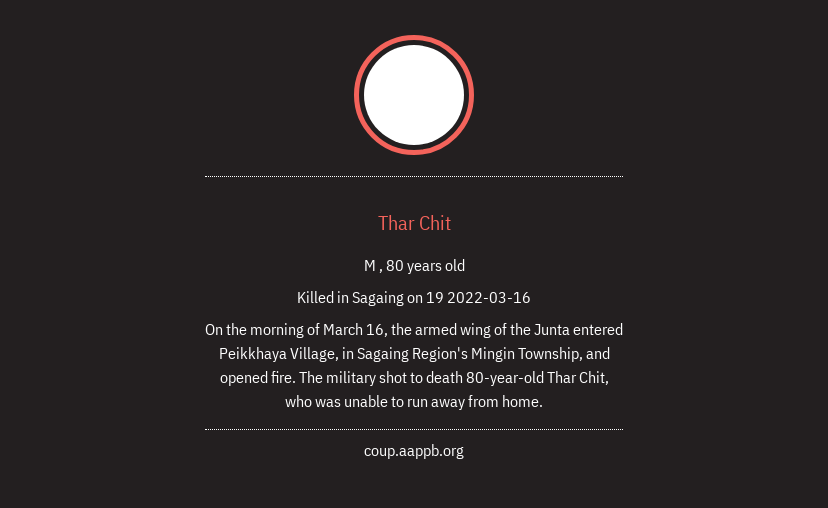 Thar Chit
M , 80 years old
Killed in Sagaing on 19 2022-03-16
On the morning of March 16, the armed wing of the Junta entered
Peikkhaya Village, in Sagaing Region's Mingin Township, and
opened fire. The military shot to death 80-year-old Thar Chit,
who was unable to run away from home.
coup.aappb.org